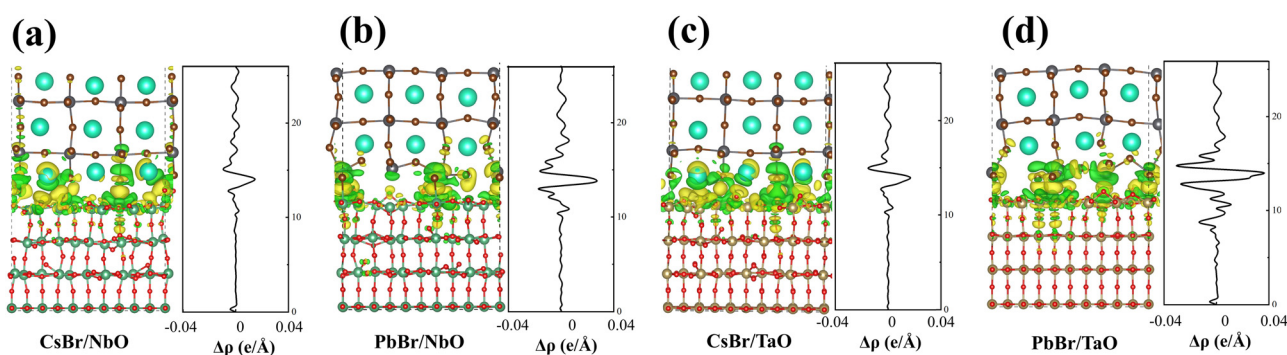 (a)
20
10
0
-0.04 0 0.04
CsBr/NbO
Δρ (e/Å)
(b)
20
10
0
-0.04 0 0.04
PbBr/NbO
Δρ (e/Å)
(c)
20
10
0
-0.04 0 0.04
CsBr/TaO
Δρ (e/Å)
(d)
20
10
0
-0.04 0 0.04
PbBr/TaO
Δρ (e/Å)